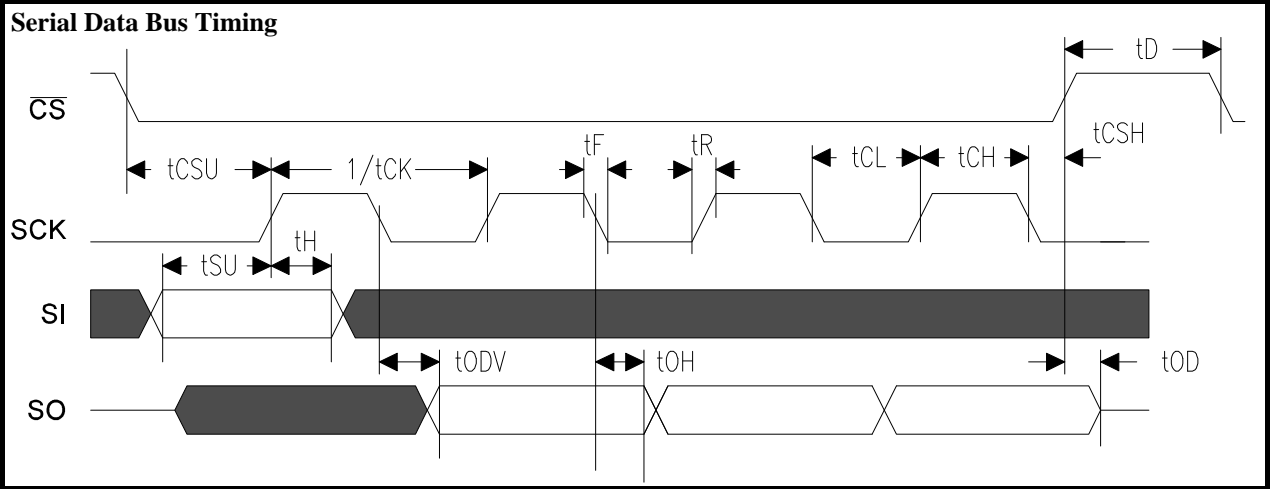 Serial Data Bus Timing
tD
CS
tCSH
tF
tR
tCSU
1/tCK
tCL
tCH
SCK
tH
tSU
SI
tODV
tOH
tOD
SO